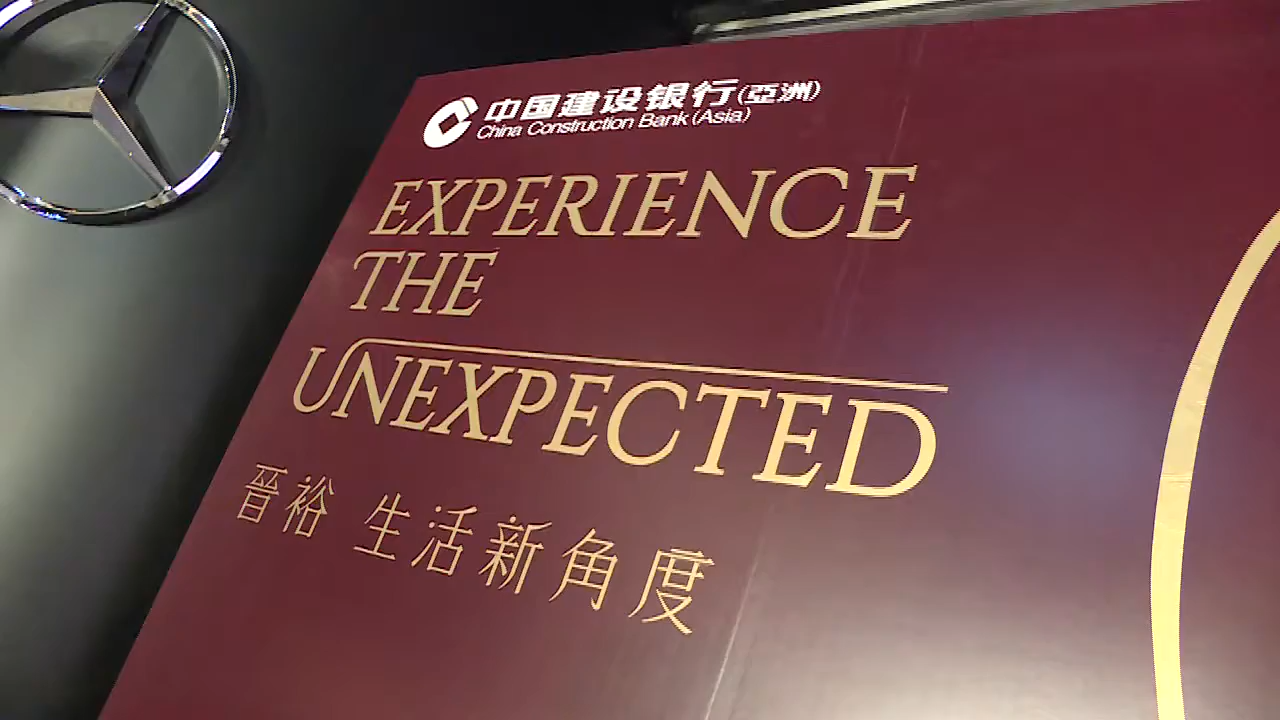 中国建设银行(亞洲)
China Construction Bank (Asia)
EXPERIENCE
THE
UNEXPECTED
晉裕 生活新角度